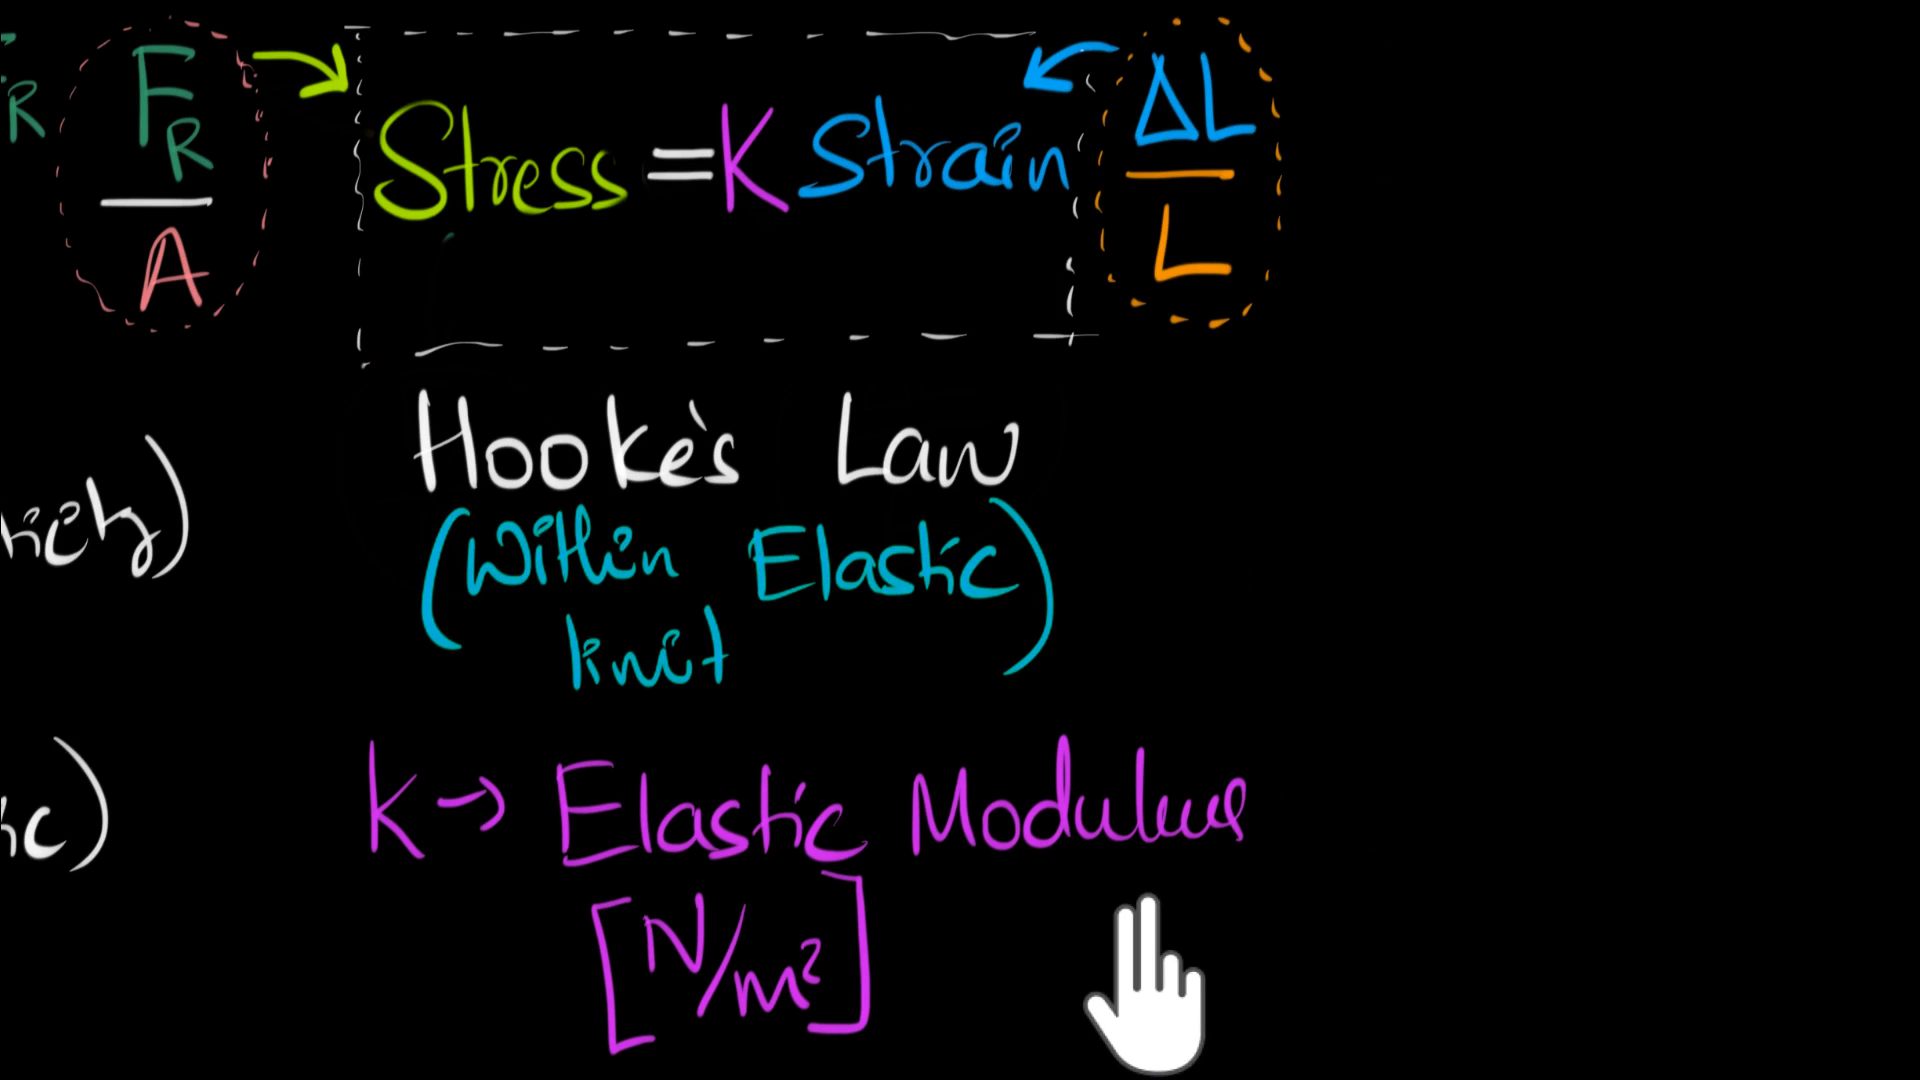 R
F_R
A
Stress = K Strain
ΔL
L
Hooke's Law
(Within Elastic
limit)
K → Elastic Modulus
[N/m²]